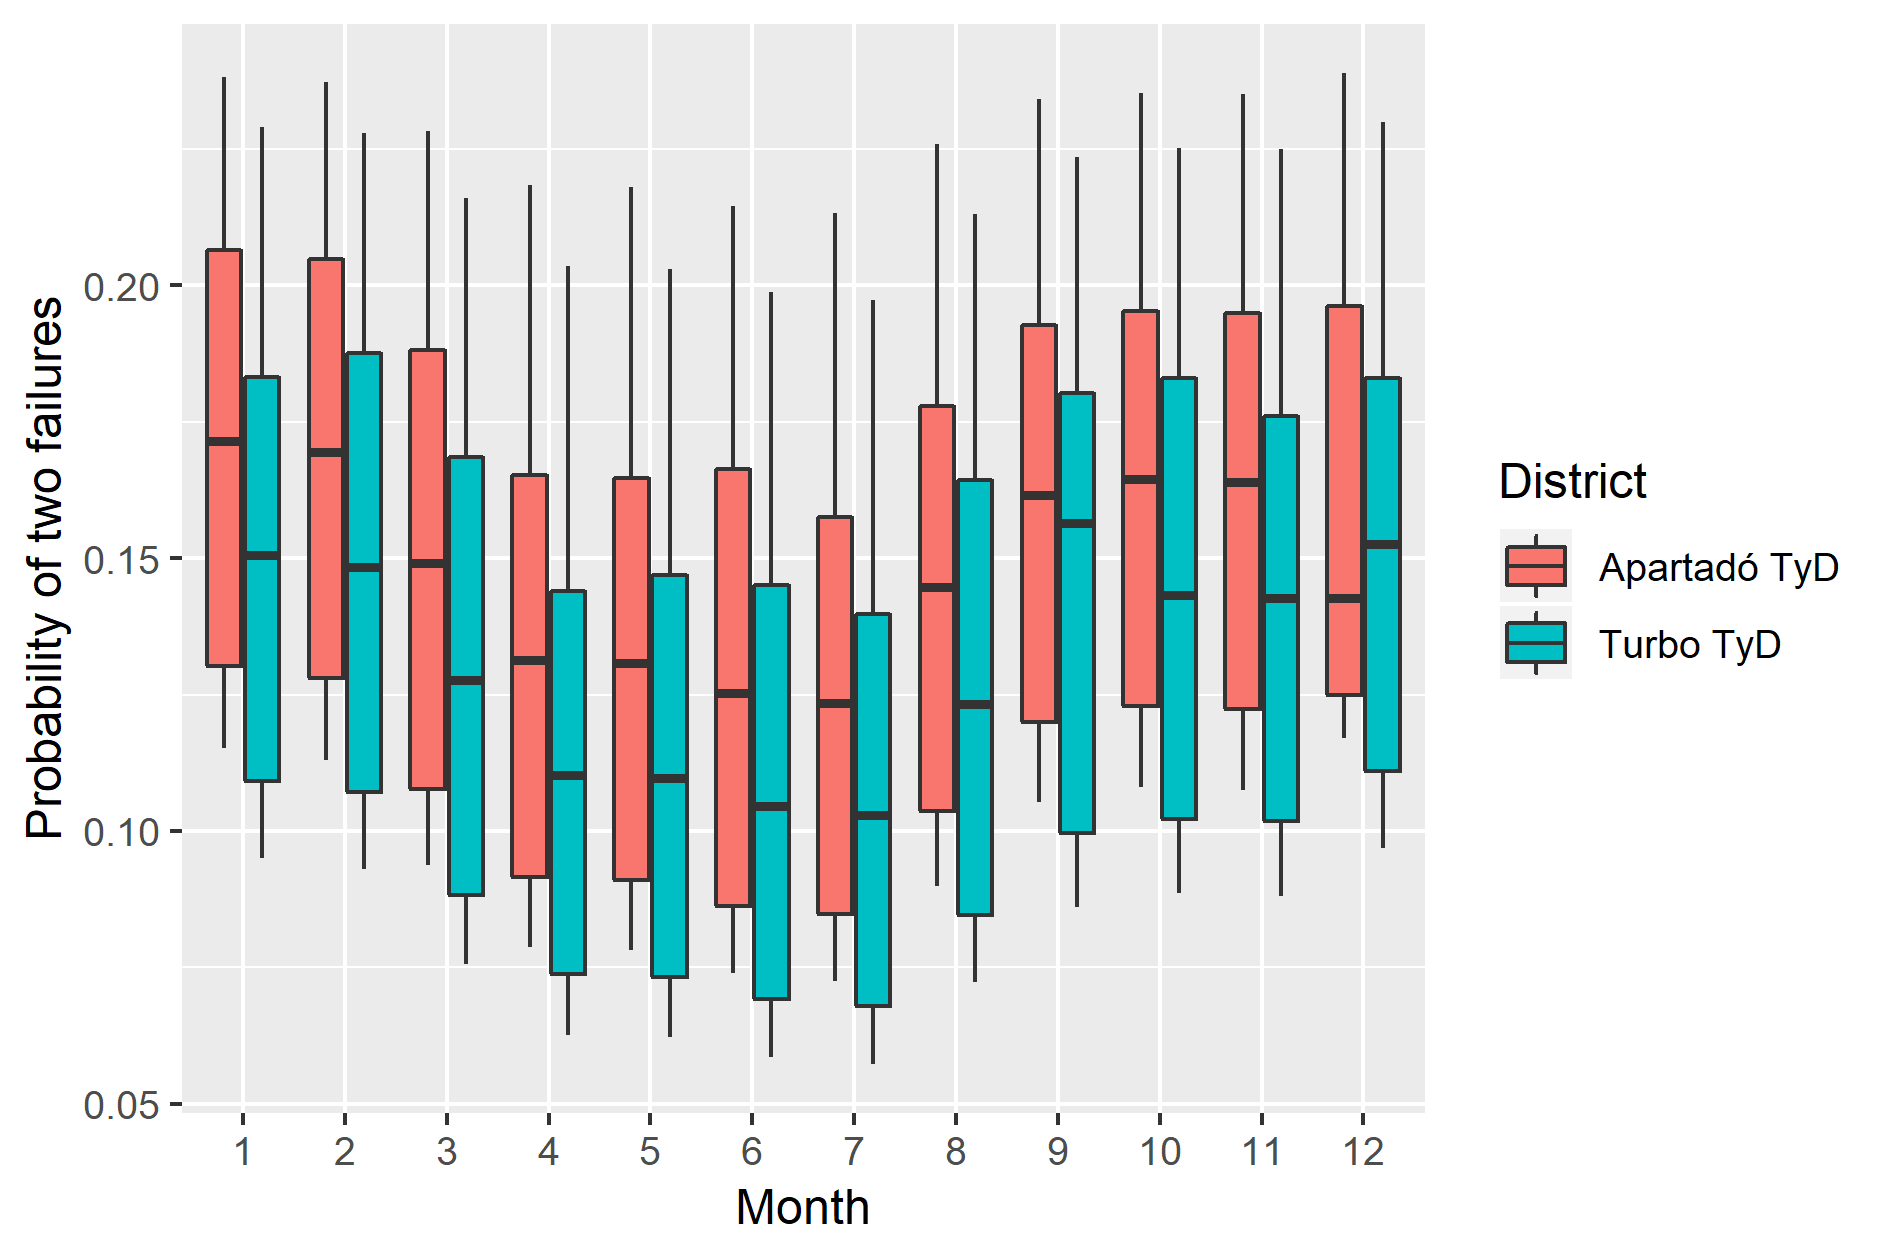 Probability of two failures
0.20
0.15
0.10
0.05
1 2 3 4 5 6 7 8 9 10 11 12
Month
District
Apartadó TyD
Turbo TyD